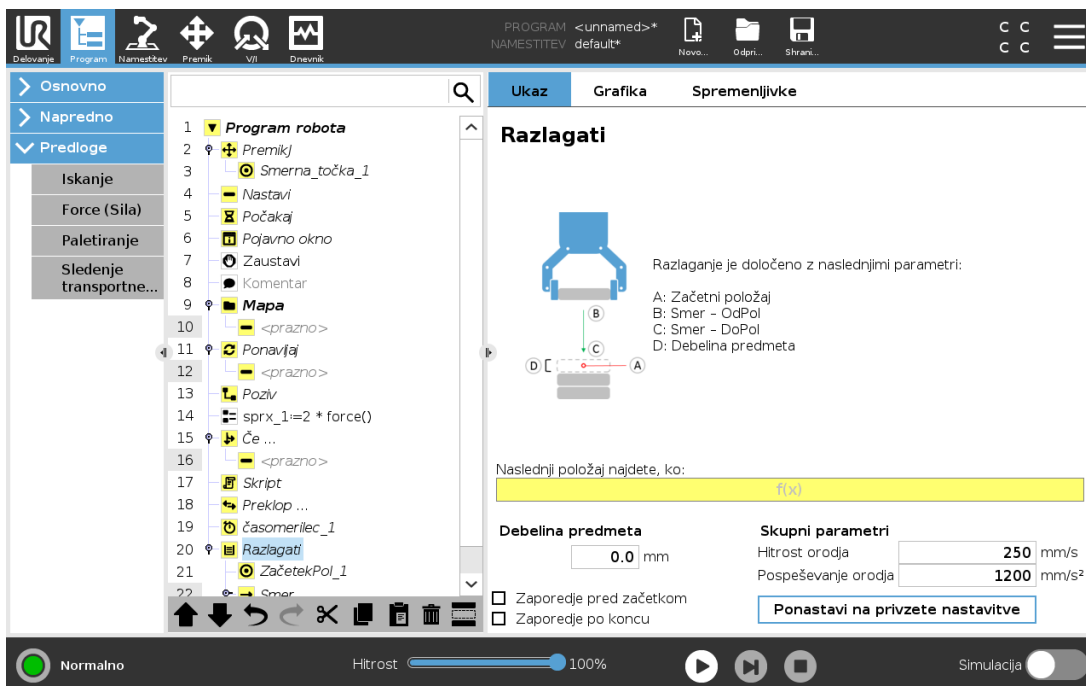 PROGRAM <unnamed>*
NAMESTITEV default*
Delovanje Program Namestitev Premik V/I Dnevnik
Novo... Odpri... Shrani...
C C
C C
Osnovno
Napredno
Predloge
Iskanje
Force (Sila)
Paletiranje
Sledenje
transportne...
1 Program robota
2 PremikJ
3 Smerna_točka_1
4 Nastavi
5 Počakaj
6 Pojavno okno
7 Zaustavi
8 Komentar
9 Mapa
10 <prazno>
11 Ponavljaj
12 <prazno>
13 Poziv
14 sprx_1:=2 * force()
15 Če ...
16 <prazno>
17 Skript
18 Preklop ...
19 časomerilec_1
20 Razlagati
21 ZačetekPol_1
22 Smer
Ukaz Grafika Spremenljivke
Razlagati
Razlaganje je določeno z naslednjimi parametri:
A: Začetni položaj
B: Smer – OdPol
C: Smer – DoPol
D: Debelina predmeta
B
C
D A
Naslednji položaj najdete, ko:
f(x)
Debelina predmeta
0.0 mm
Zaporedje pred začetkom
Zaporedje po koncu
Skupni parametri
Hitrost orodja 250 mm/s
Pospeševanje orodja 1200 mm/s²
Ponastavi na privzete nastavitve
Normalno
Hitrost 100%
Simulacija